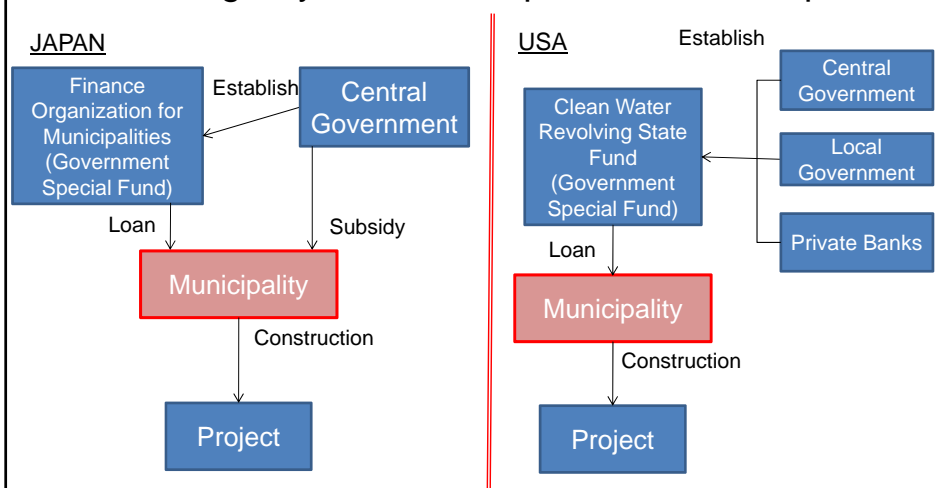 JAPAN
Finance
Organization for
Municipalities
(Government
Special Fund)
Establish
Central
Government
Loan
Subsidy
Municipality
Construction
Project
USA
Establish
Clean Water
Revolving State
Fund
(Government
Special Fund)
Central
Government
Local
Government
Private Banks
Loan
Municipality
Construction
Project